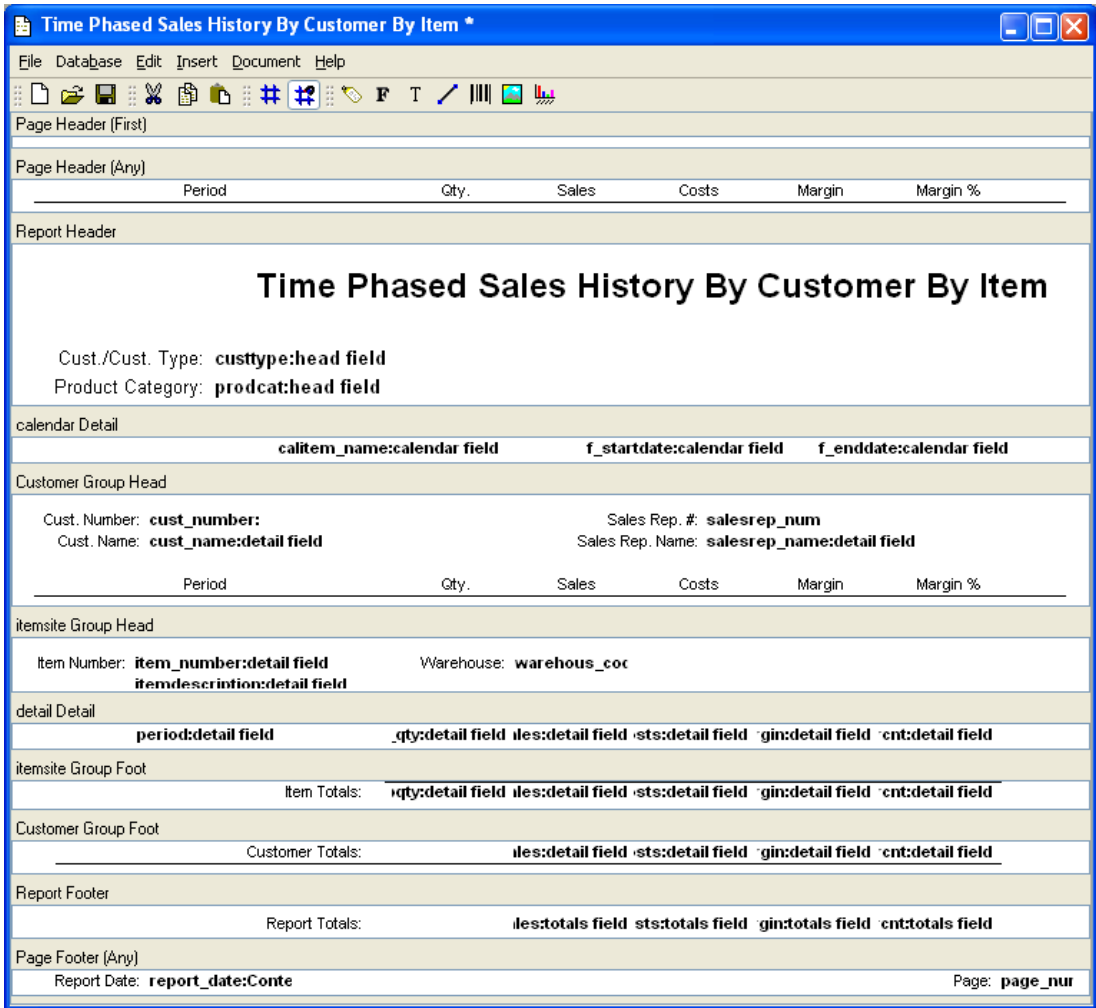 Time Phased Sales History By Customer By Item *
File Database Edit Insert Document Help
F T
Page Header (First)
Page Header (Any)
Period Qty. Sales Costs Margin Margin %
Report Header
Time Phased Sales History By Customer By Item
Cust./Cust. Type: custtype:head field
Product Category: prodcat:head field
calendar Detail
calitem_name:calendar field f_startdate:calendar field f_enddate:calendar field
Customer Group Head
Cust. Number: cust_number: Sales Rep. #: salesrep_num
Cust. Name: cust_name:detail field Sales Rep. Name: salesrep_name:detail field
Period Qty. Sales Costs Margin Margin %
itemsite Group Head
Item Number: item_number:detail field Warehouse: warehous_coc
itemdescription:detail field
detail Detail
period:detail field _qty:detail field les:detail field sts:detail field gin:detail field cnt:detail field
itemsite Group Foot
Item Totals: qty:detail field les:detail field sts:detail field gin:detail field cnt:detail field
Customer Group Foot
Customer Totals: les:detail field sts:detail field gin:detail field cnt:detail field
Report Footer
Report Totals: les:totals field sts:totals field gin:totals field cnt:totals field
Page Footer (Any)
Report Date: report_date:Conte Page: page_nur